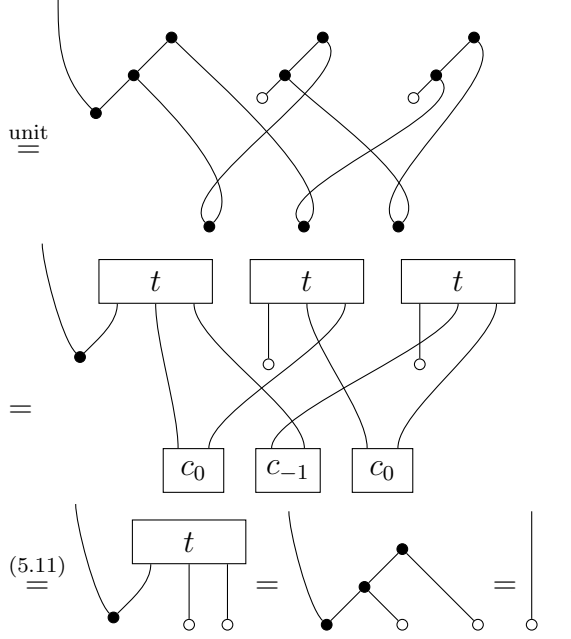 unit
=
t t t
=
c₀ c₋₁ c₀
(5.11)
= t = =